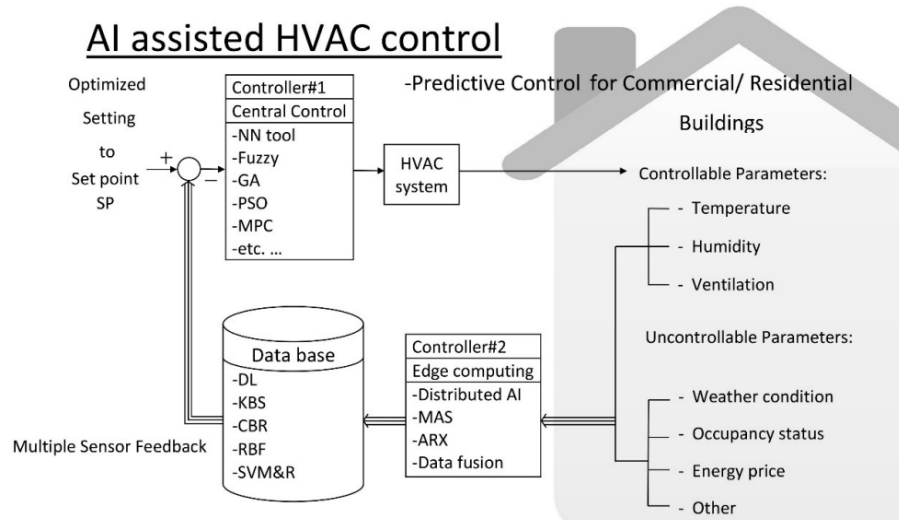 AI assisted HVAC control
Optimized
Setting
to
Set point
SP
+
−
Controller#1
Central Control
-NN tool
-Fuzzy
-GA
-PSO
-MPC
-etc. ...
HVAC
system
-Predictive Control for Commercial/ Residential
Buildings
Controllable Parameters:
- Temperature
- Humidity
- Ventilation
Uncontrollable Parameters:
- Weather condition
- Occupancy status
- Energy price
- Other
Controller#2
Edge computing
-Distributed AI
-MAS
-ARX
-Data fusion
Data base
-DL
-KBS
-CBR
-RBF
-SVM&R
Multiple Sensor Feedback